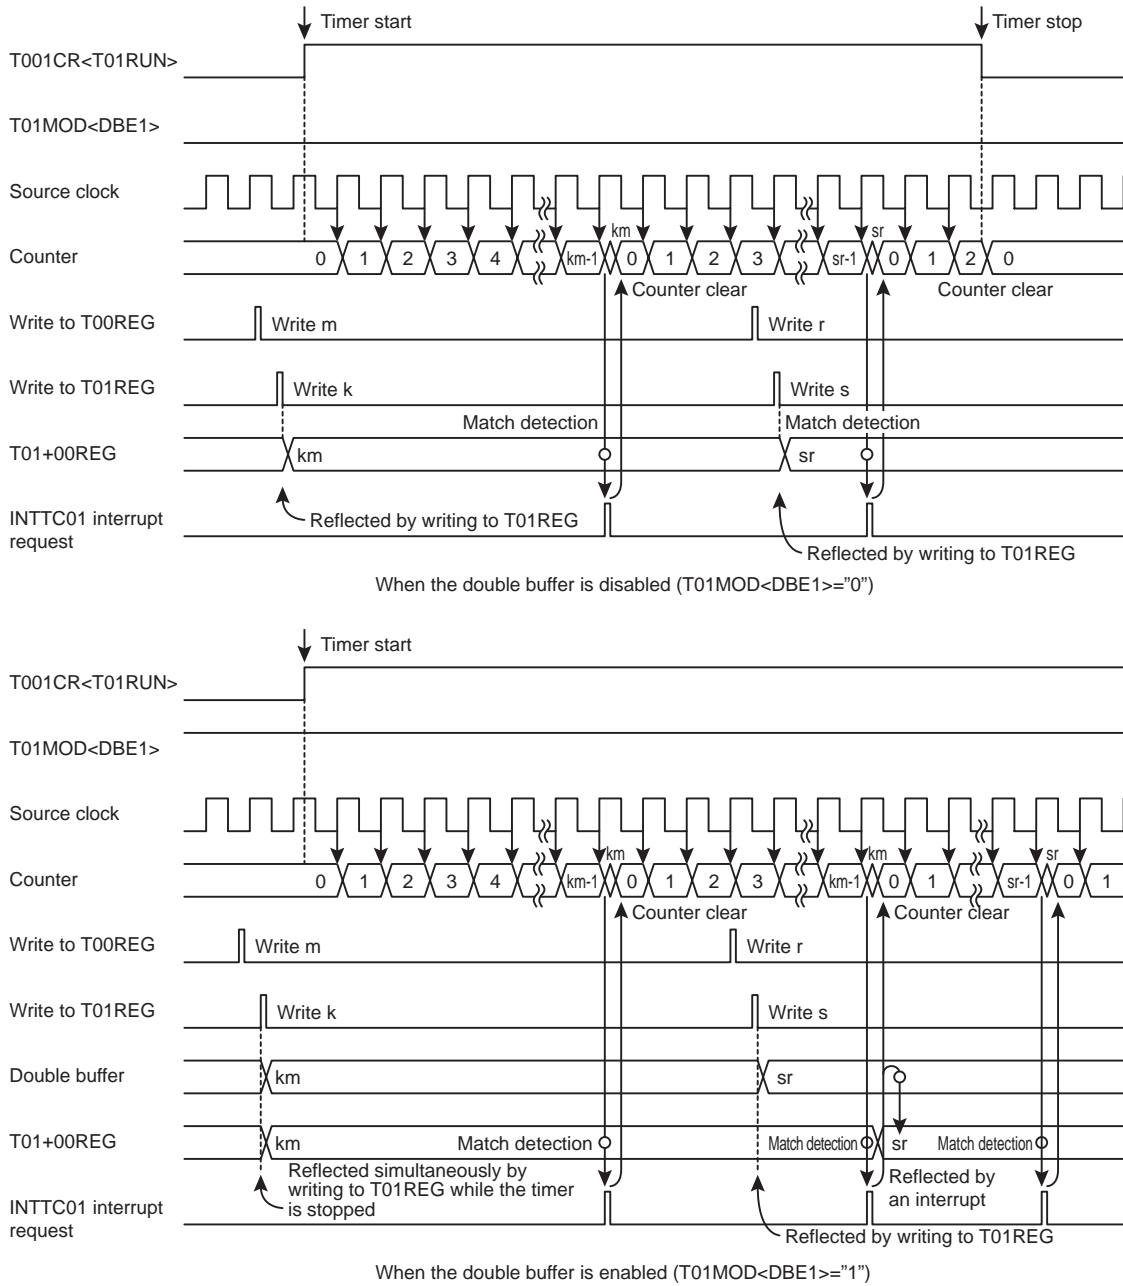 Timer start
Timer stop
T001CR<T01RUN>
T01MOD<DBE1>
Source clock
km
sr
Counter
0 1 2 3 4 km-1 0 1 2 3 sr-1 0 1 2 0
Counter clear
Counter clear
Write to T00REG
Write m
Write r
Write to T01REG
Write k
Write s
Match detection
Match detection
T01+00REG
km
sr
INTTC01 interrupt
request
Reflected by writing to T01REG
Reflected by writing to T01REG
When the double buffer is disabled (T01MOD<DBE1>=”0”)
Timer start
T001CR<T01RUN>
T01MOD<DBE1>
Source clock
km
km
sr
Counter
0 1 2 3 4 km-1 0 1 2 3 km-1 0 1 sr-1 0 1
Counter clear
Counter clear
Write to T00REG
Write m
Write r
Write to T01REG
Write k
Write s
Double buffer
km
sr
T01+00REG
km
Match detection
Match detection
sr
Match detection
Reflected simultaneously by
writing to T01REG while the timer
is stopped
Reflected by
an interrupt
INTTC01 interrupt
request
Reflected by writing to T01REG
When the double buffer is enabled (T01MOD<DBE1>=”1”)